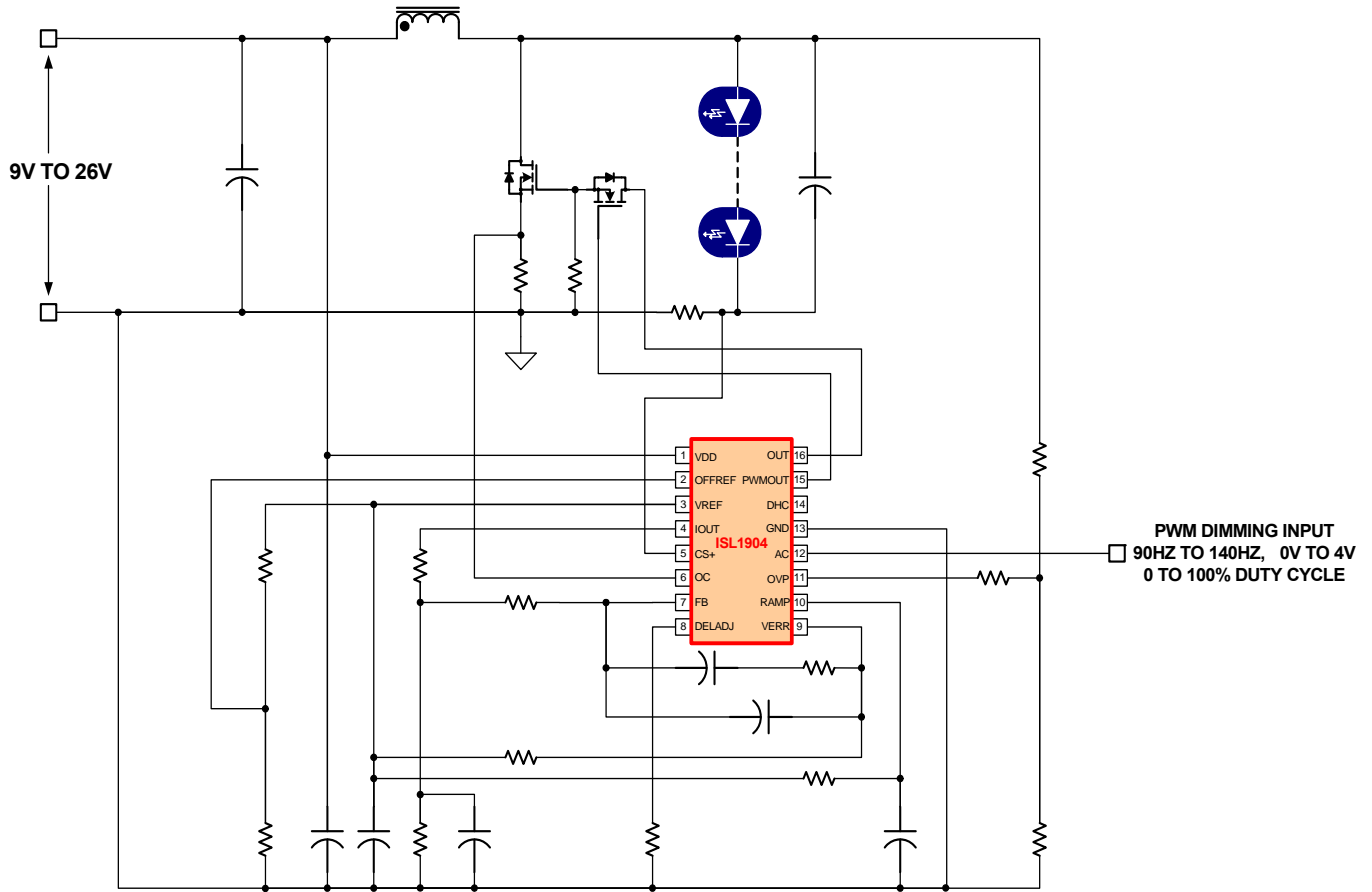 9V TO 26V
1 VDD
OUT 16
2 OFFREF
PWMOUT 15
3 VREF
DHC 14
4 IOUT
GND 13
ISL1904
5 CS+
AC 12
6 OC
OVP 11
7 FB
RAMP 10
8 DELADJ
VERR 9
PWM DIMMING INPUT
90HZ TO 140HZ, 0V TO 4V
0 TO 100% DUTY CYCLE